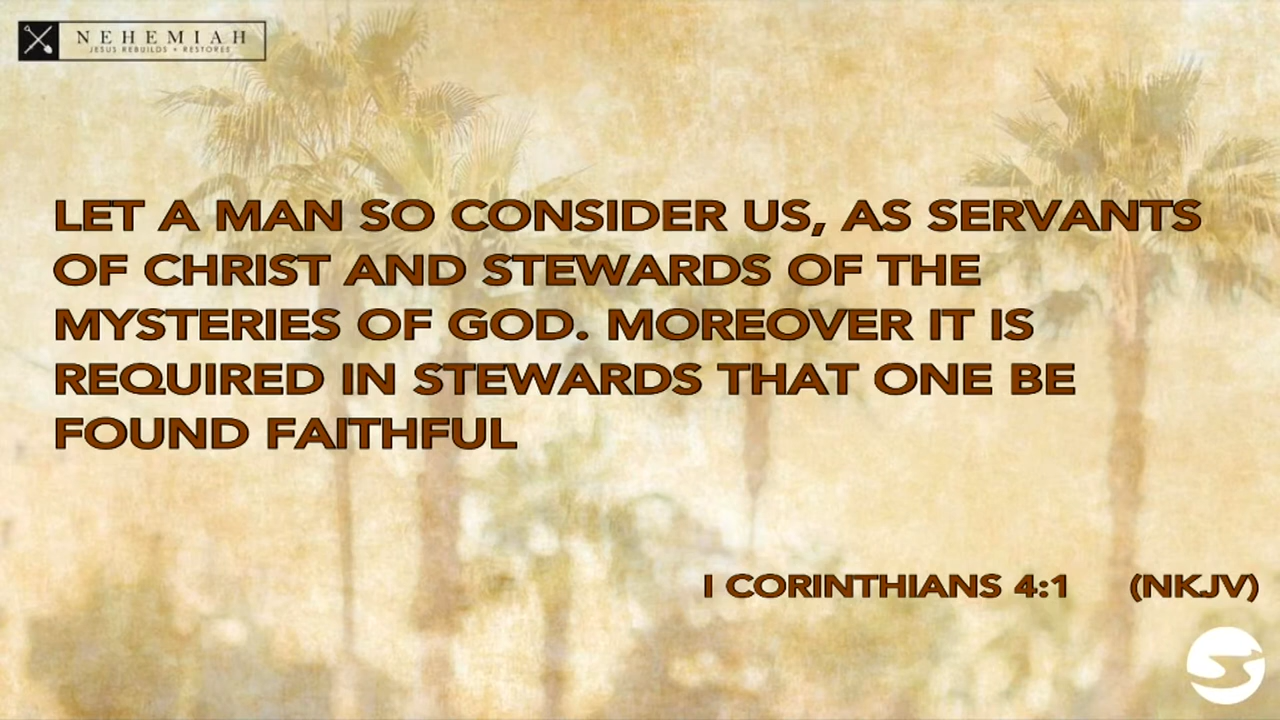 NEHEMIAH
JESUS REBUILDS + RESTORES
LET A MAN SO CONSIDER US, AS SERVANTS
OF CHRIST AND STEWARDS OF THE
MYSTERIES OF GOD. MOREOVER IT IS
REQUIRED IN STEWARDS THAT ONE BE
FOUND FAITHFUL
I CORINTHIANS 4:1 (NKJV)